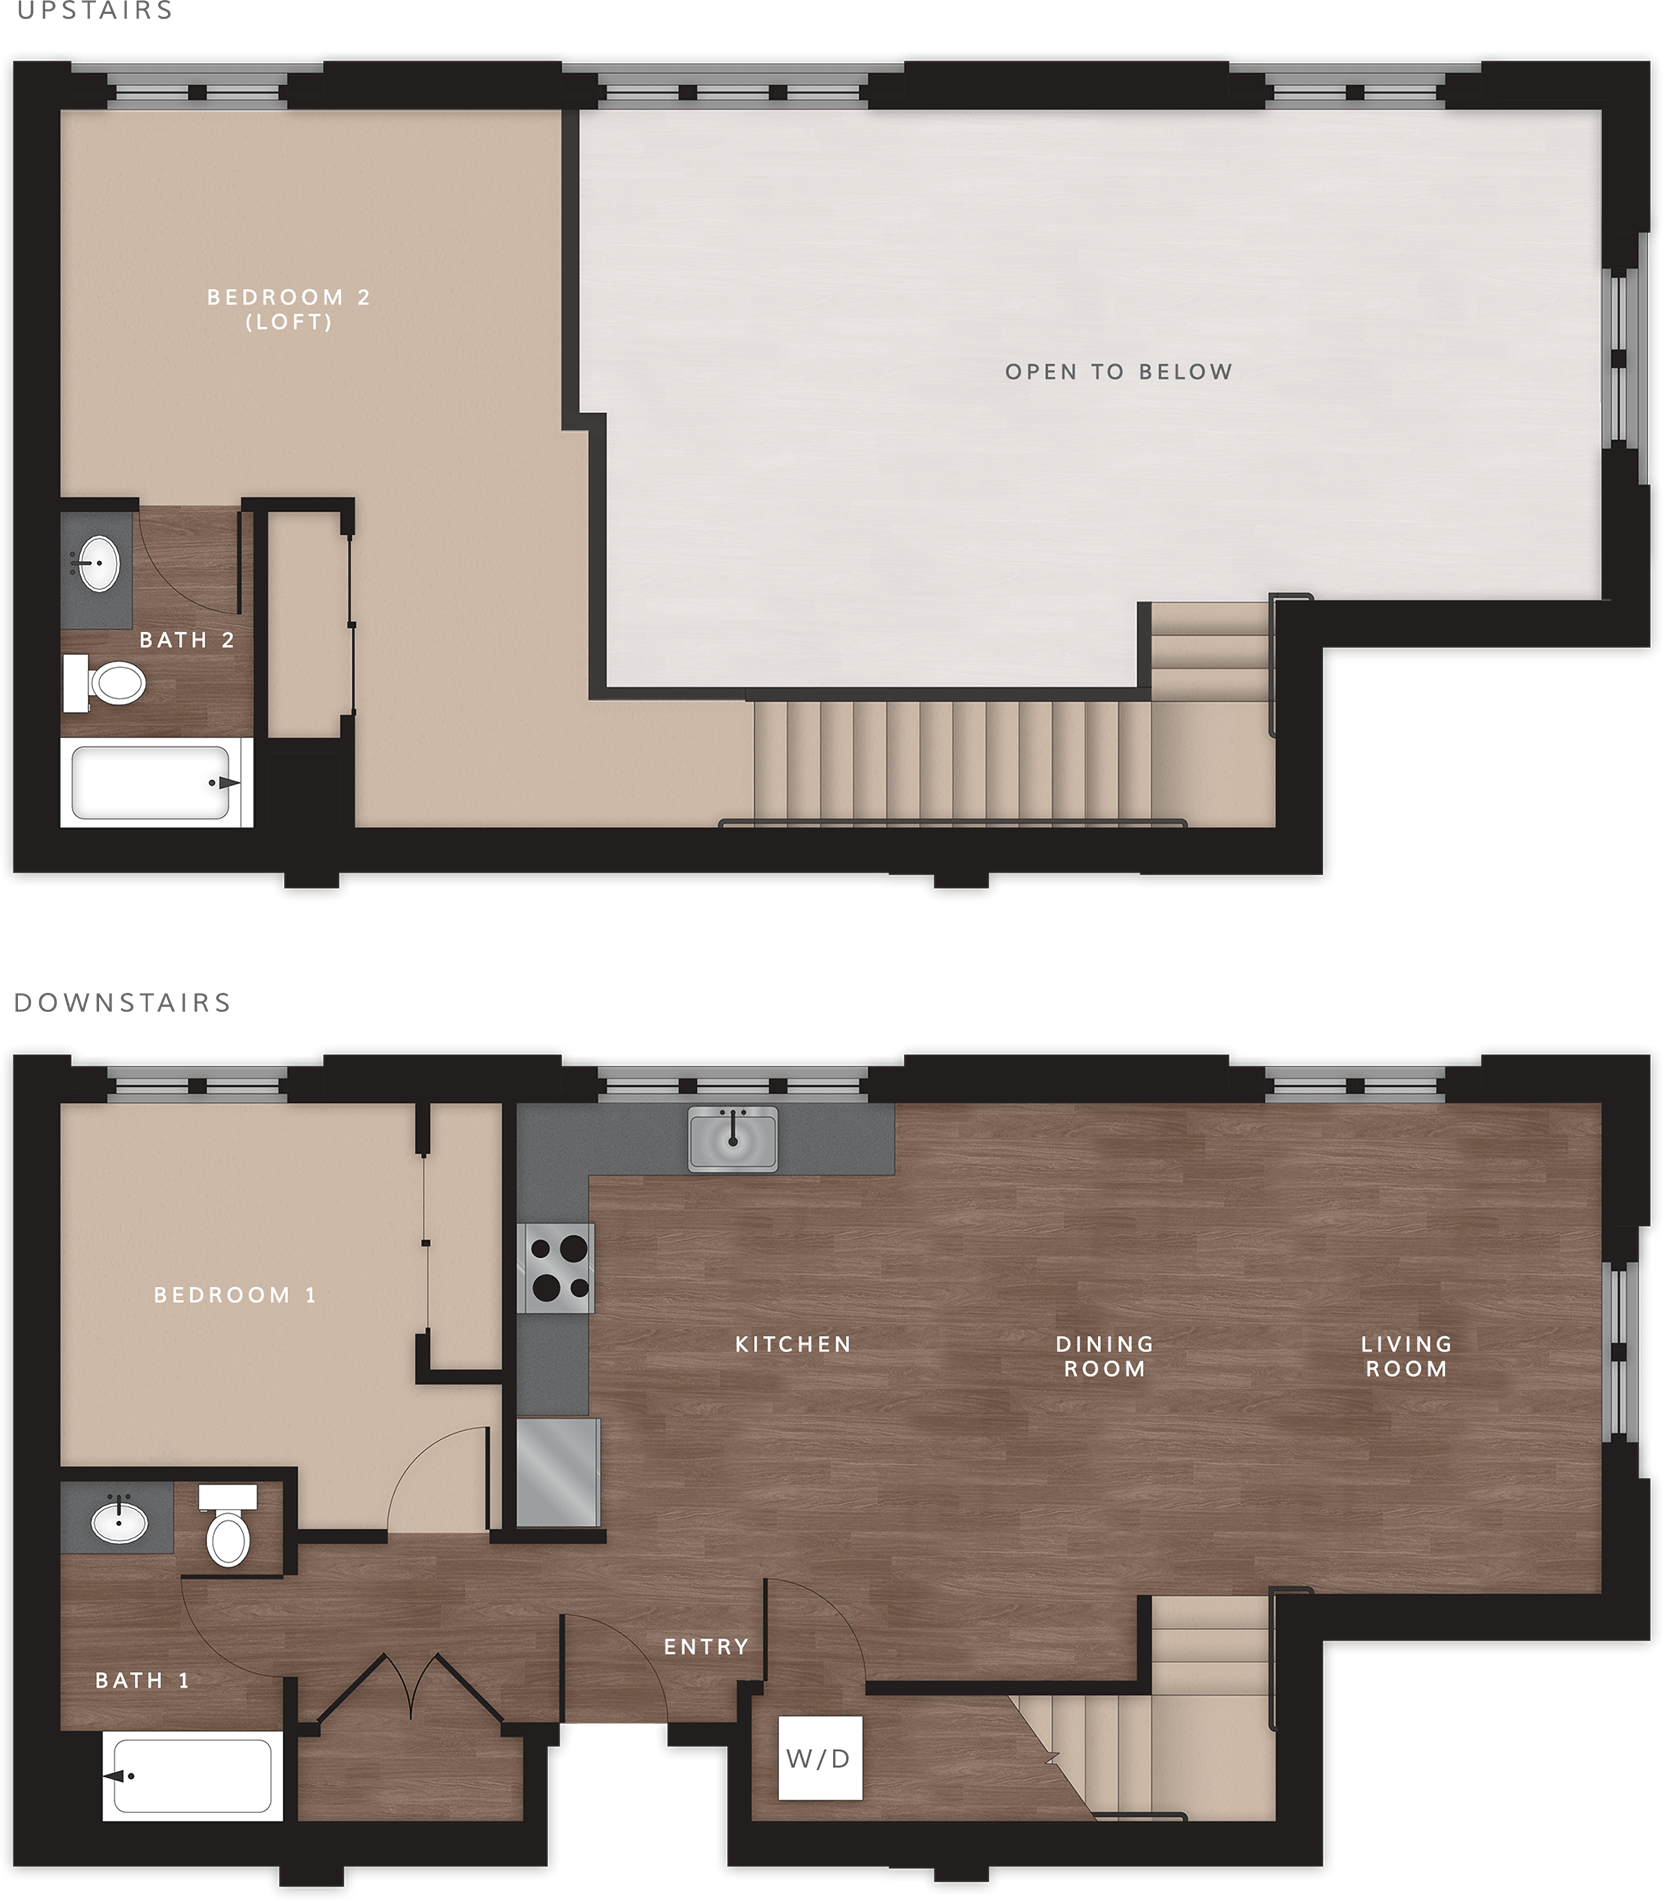 UPSTAIRS
BEDROOM 2
(LOFT)
OPEN TO BELOW
BATH 2
DOWNSTAIRS
BEDROOM 1
KITCHEN
DINING
ROOM
LIVING
ROOM
ENTRY
BATH 1
W/D